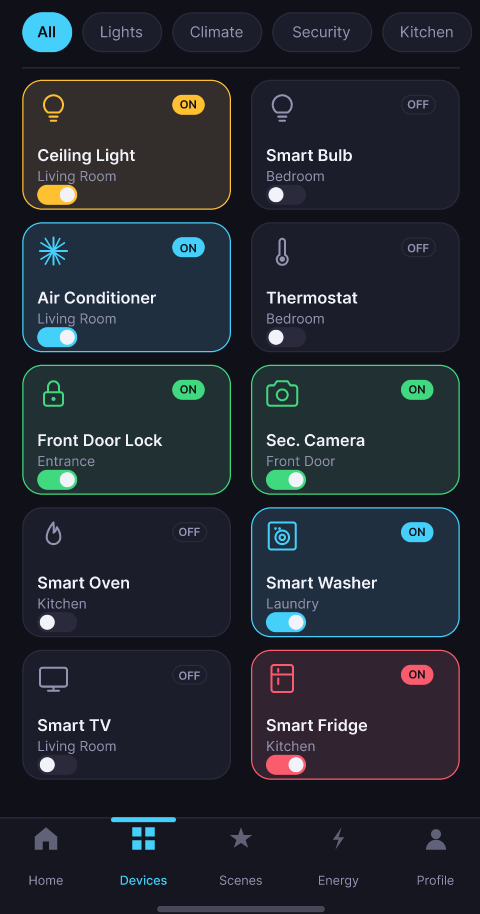 All Lights Climate Security Kitchen
ON
OFF
Ceiling Light
Living Room
Smart Bulb
Bedroom
ON
OFF
Air Conditioner
Living Room
Thermostat
Bedroom
ON
ON
Front Door Lock
Entrance
Sec. Camera
Front Door
OFF
ON
Smart Oven
Kitchen
Smart Washer
Laundry
OFF
ON
Smart TV
Living Room
Smart Fridge
Kitchen
Home Devices Scenes Energy Profile